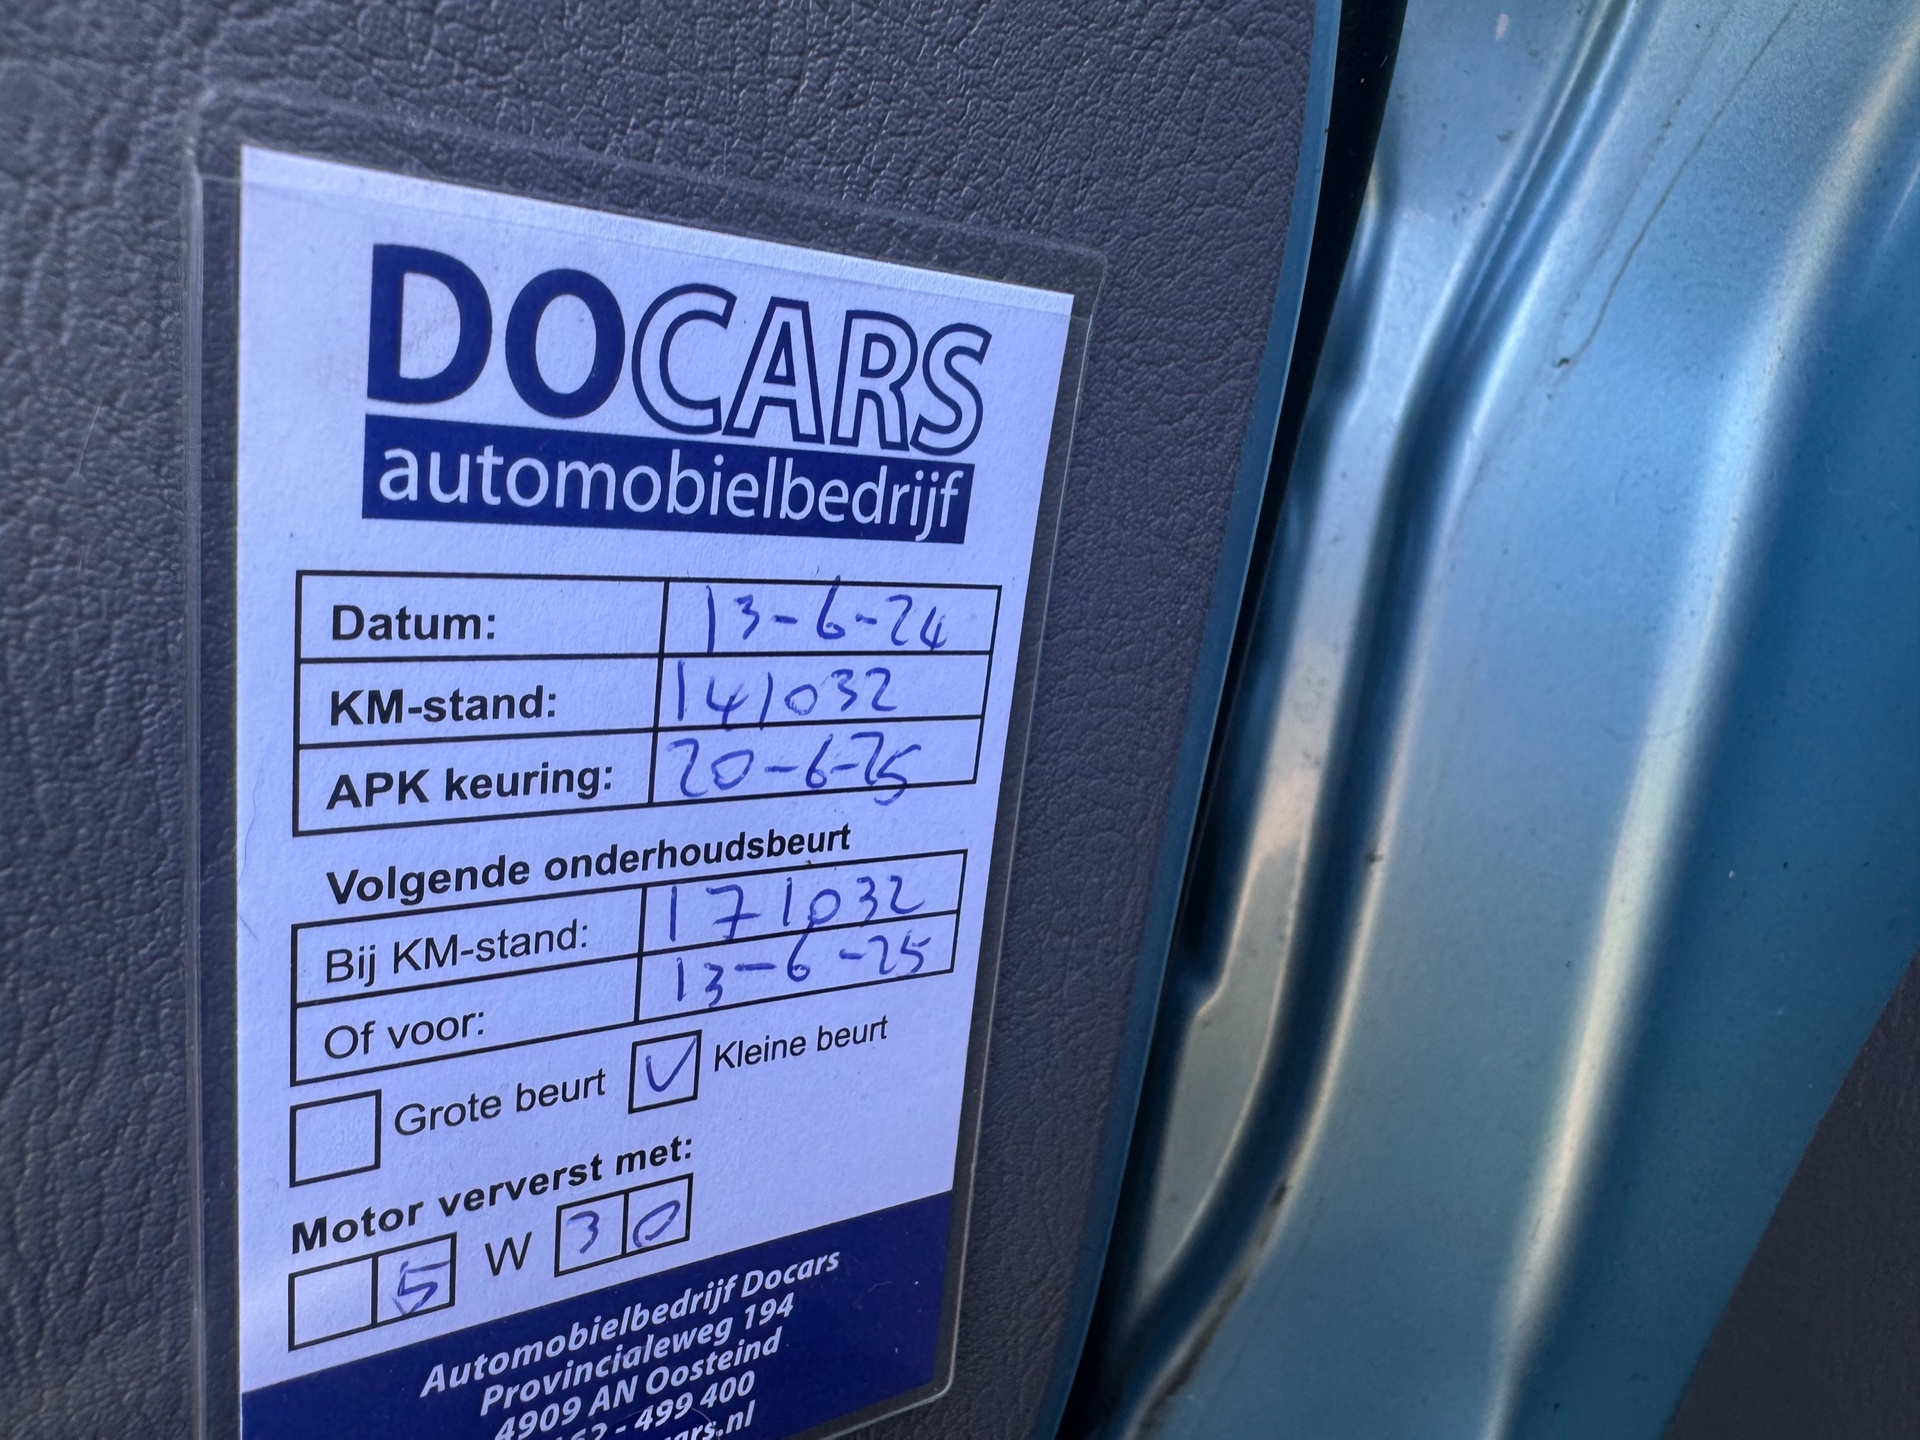 DOCARS
automobielbedrijf
Datum: 13-6-24
KM-stand: 141032
APK keuring: 20-6-25
Volgende onderhoudsbeurt
Bij KM-stand: 171032
Of voor: 13-6-25
Grote beurt Kleine beurt
Motor ververst met:
5 W 30
Automobielbedrijf Docars
Provincialeweg 194
4909 AN Oosteind
- 499 400